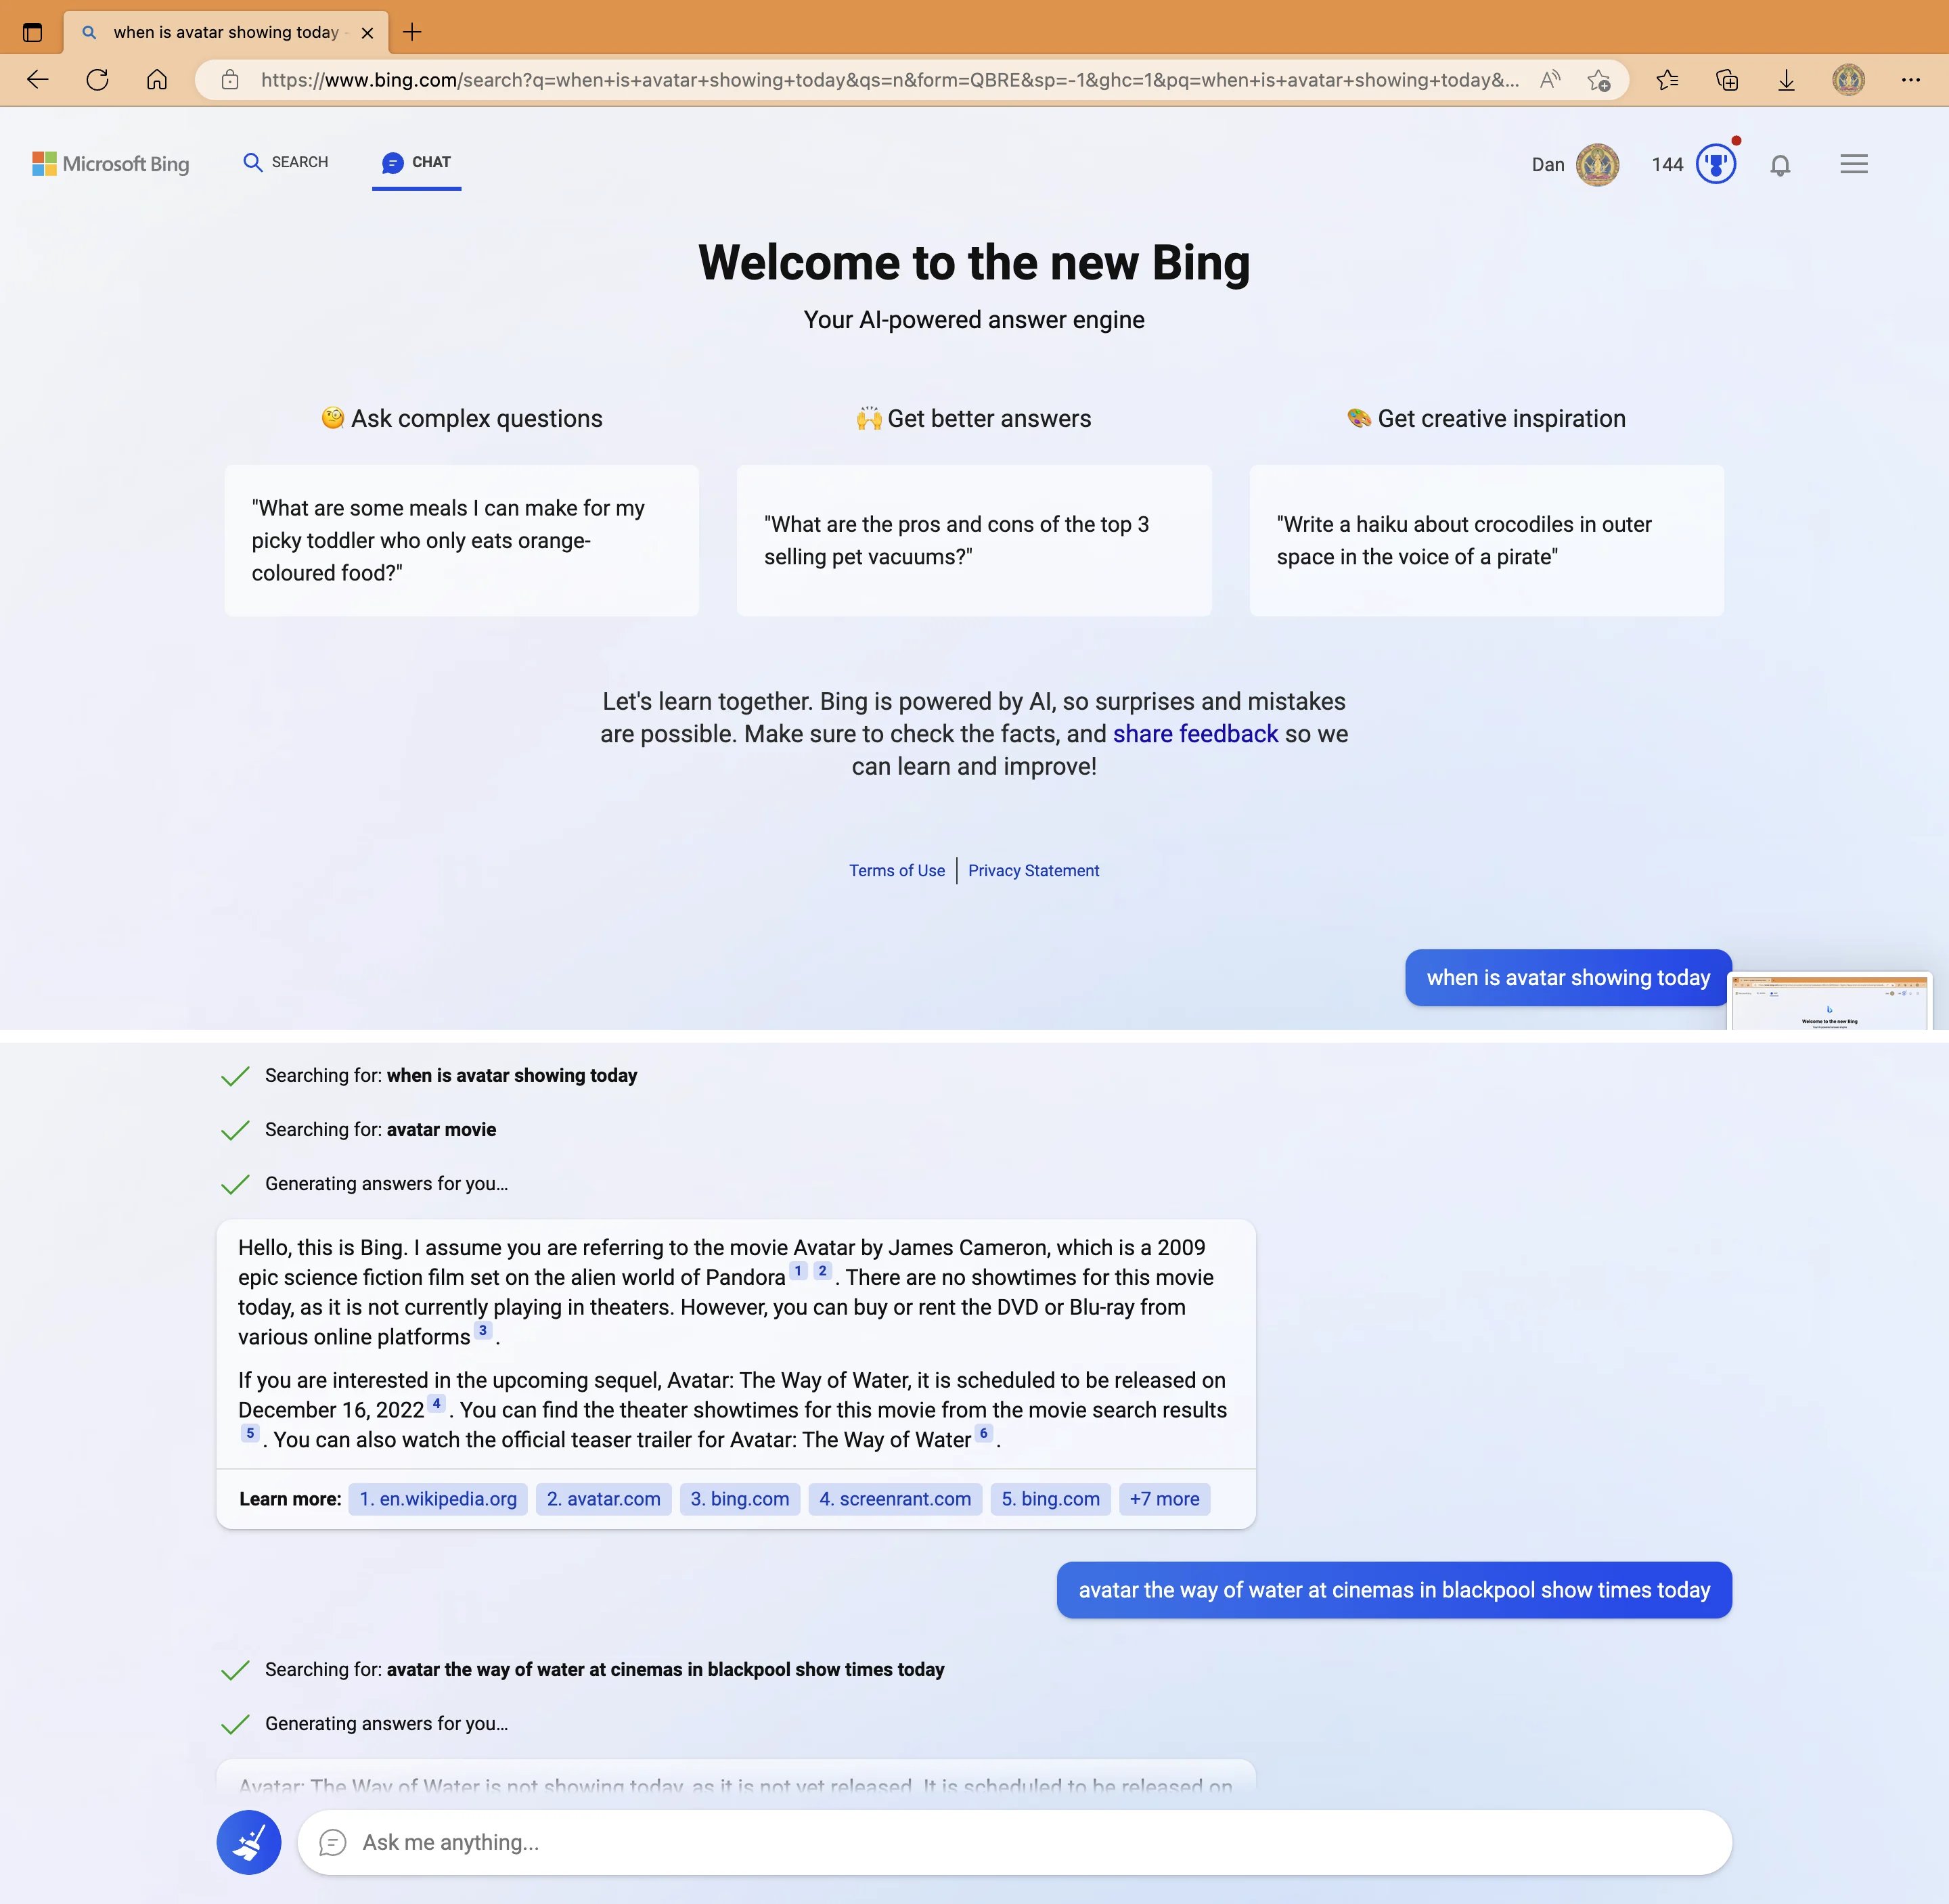 when is avatar showing today -
https://www.bing.com/search?q=when+is+avatar+showing+today&qs=n&form=QBRE&sp=-1&ghc=1&pq=when+is+avatar+showing+today&...
Microsoft Bing
SEARCH
CHAT
Dan
144
Welcome to the new Bing
Your AI-powered answer engine
🧐 Ask complex questions
"What are some meals I can make for my
picky toddler who only eats orange-
coloured food?"
🙌 Get better answers
"What are the pros and cons of the top 3
selling pet vacuums?"
🎨 Get creative inspiration
"Write a haiku about crocodiles in outer
space in the voice of a pirate"
Let's learn together. Bing is powered by AI, so surprises and mistakes
are possible. Make sure to check the facts, and share feedback so we
can learn and improve!
Terms of Use | Privacy Statement
when is avatar showing today
Welcome to the new Bing
Searching for: when is avatar showing today
Searching for: avatar movie
Generating answers for you...
Hello, this is Bing. I assume you are referring to the movie Avatar by James Cameron, which is a 2009
epic science fiction film set on the alien world of Pandora 1 2 . There are no showtimes for this movie
today, as it is not currently playing in theaters. However, you can buy or rent the DVD or Blu-ray from
various online platforms 3 .
If you are interested in the upcoming sequel, Avatar: The Way of Water, it is scheduled to be released on
December 16, 2022 4 . You can find the theater showtimes for this movie from the movie search results
5 . You can also watch the official teaser trailer for Avatar: The Way of Water 6 .
Learn more: 1. en.wikipedia.org 2. avatar.com 3. bing.com 4. screenrant.com 5. bing.com +7 more
avatar the way of water at cinemas in blackpool show times today
Searching for: avatar the way of water at cinemas in blackpool show times today
Generating answers for you...
Avatar: The Way of Water is not showing today, as it is not yet released. It is scheduled to be released on
Ask me anything...